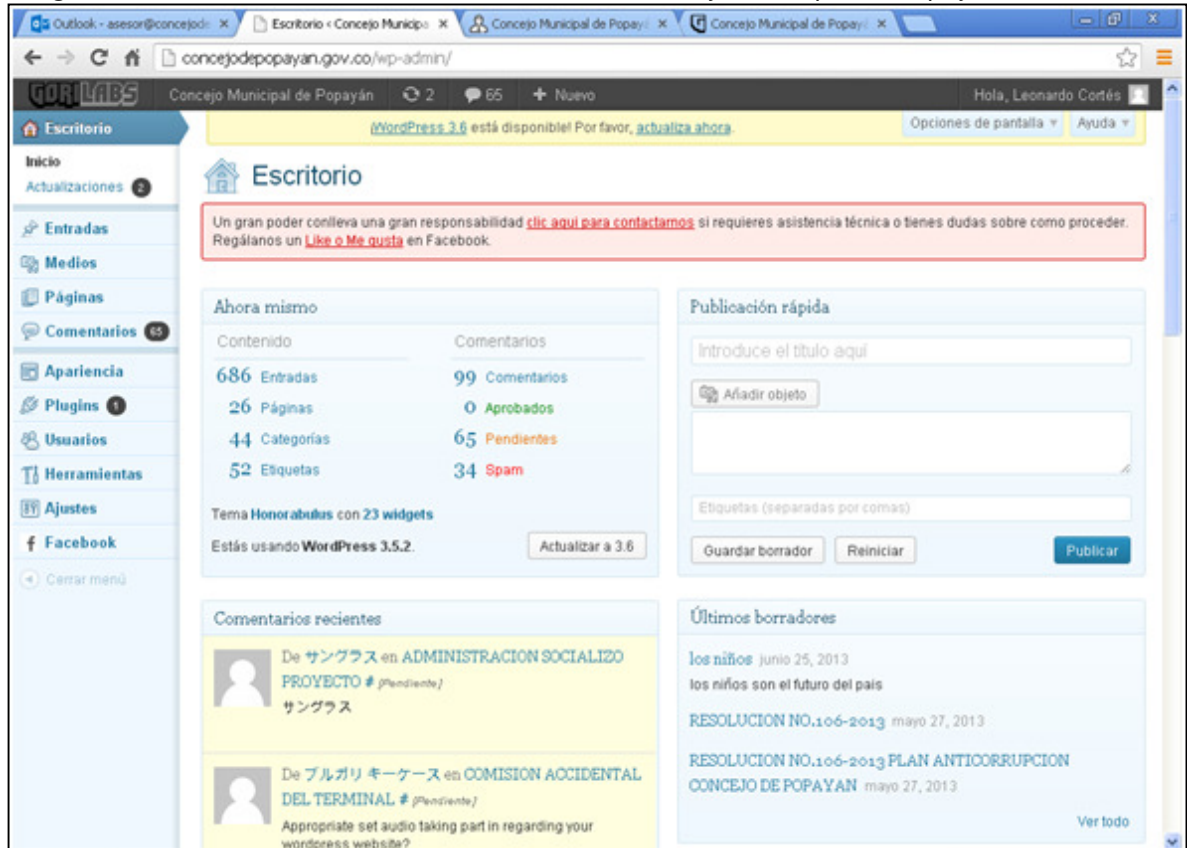 Outlook - asesor@concejod
Escritorio ‹ Concejo Municipa
Concejo Municipal de Popay
Concejo Municipal de Popay
concejodepopayan.gov.co/wp-admin/
GORILABS
Concejo Municipal de Popayán 2 65 + Nuevo
Hola, Leonardo Cortés
Escritorio
Inicio
Actualizaciones 2
Entradas
Medios
Páginas
Comentarios 65
Apariencia
Plugins 1
Usuarios
Herramientas
Ajustes
Facebook
Cerrar menú
¡WordPress 3.6 está disponible! Por favor, actualiza ahora.
Opciones de pantalla
Ayuda
Escritorio
Un gran poder conlleva una gran responsabilidad clic aqui para contactarnos si requieres asistencia técnica o tienes dudas sobre como proceder.
Regálanos un Like o Me gusta en Facebook.
Ahora mismo
Contenido Comentarios
686 Entradas 99 Comentarios
26 Páginas 0 Aprobados
44 Categorías 65 Pendientes
52 Etiquetas 34 Spam
Tema Honorabulus con 23 widgets
Estás usando WordPress 3.5.2.
Actualizar a 3.6
Publicación rápida
Introduce el título aquí
Añadir objeto
Etiquetas (separadas por comas)
Guardar borrador
Reiniciar
Publicar
Comentarios recientes
De サングラス en ADMINISTRACION SOCIALIZO
PROYECTO # [Pendiente]
サングラス
De ブルガリ キーケース en COMISION ACCIDENTAL
DEL TERMINAL # [Pendiente]
Appropriate set audio taking part in regarding your
wordpress website?
Últimos borradores
los niños junio 25, 2013
los niños son el futuro del pais
RESOLUCION NO.106-2013 mayo 27, 2013
RESOLUCION NO.106-2013 PLAN ANTICORRUPCION
CONCEJO DE POPAYAN mayo 27, 2013
Ver todo